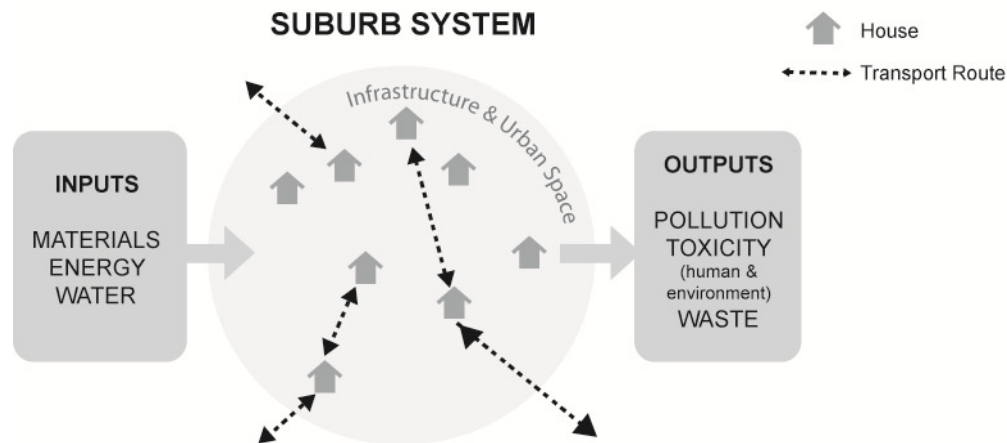 SUBURB SYSTEM
House
Transport Route
Infrastructure & Urban Space
INPUTS
MATERIALS
ENERGY
WATER
OUTPUTS
POLLUTION
TOXICITY
(human &
environment)
WASTE